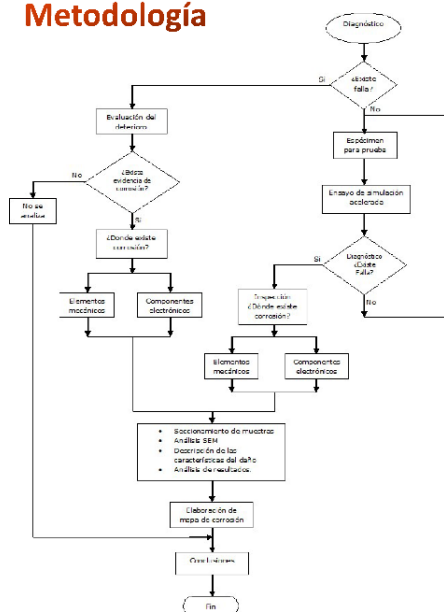 Metodología
Diagnóstico
¿Existe
falla?
Si
No
Evaluación del
deterioro
Espécimen
para prueba
¿Existe
evidencia de
corrosión?
No
Si
Ensayo de simulación
acelerada
No se
analiza
¿Donde existe
corrosión?
Diagnóstico
¿Existe
Falla?
Si
No
Elementos
mecánicos
Componentes
electrónicos
Inspección
¿Dónde existe
corrosión?
Elementos
mecánicos
Componentes
electrónicos
• Seccionamiento de muestras
• Análisis SEM
• Descripción de las
características del daño
• Análisis de resultados.
Elaboración de
mapa de corrosión
Conclusiones
Fin